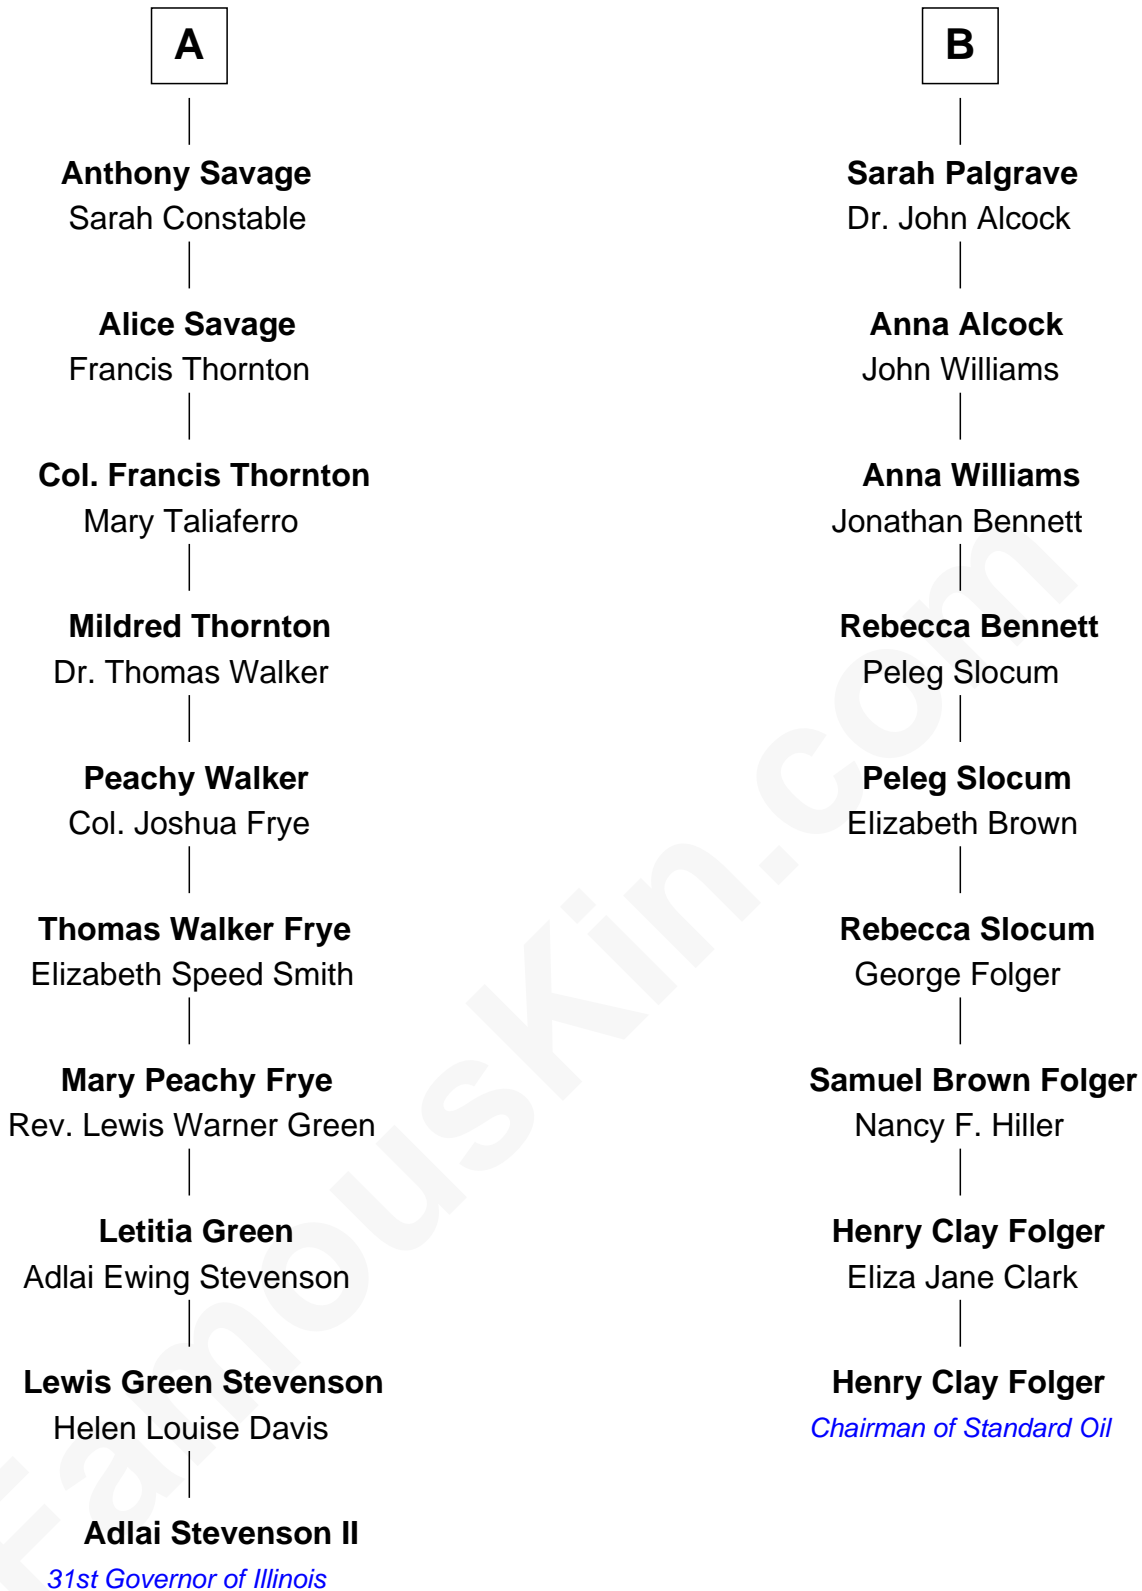 A
Anthony Savage
Sarah Constable
Alice Savage
Francis Thornton
Col. Francis Thornton
Mary Taliaferro
Mildred Thornton
Dr. Thomas Walker
Peachy Walker
Col. Joshua Frye
Thomas Walker Frye
Elizabeth Speed Smith
Mary Peachy Frye
Rev. Lewis Warner Green
Letitia Green
Adlai Ewing Stevenson
Lewis Green Stevenson
Helen Louise Davis
Adlai Stevenson II
31st Governor of Illinois
B
Sarah Palgrave
Dr. John Alcock
Anna Alcock
John Williams
Anna Williams
Jonathan Bennett
Rebecca Bennett
Peleg Slocum
Peleg Slocum
Elizabeth Brown
Rebecca Slocum
George Folger
Samuel Brown Folger
Nancy F. Hiller
Henry Clay Folger
Eliza Jane Clark
Henry Clay Folger
Chairman of Standard Oil
FamousKin.com